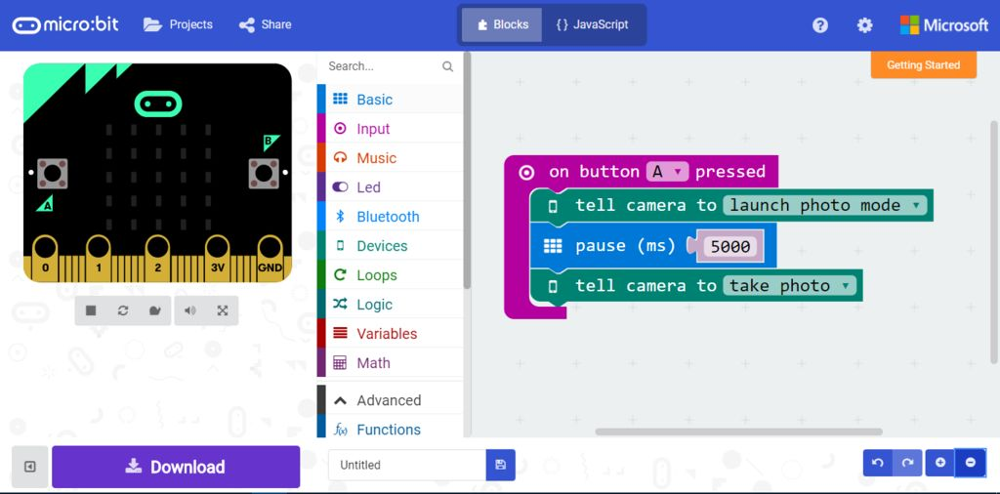 micro:bit
Projects
Share
Blocks
{ } JavaScript
?
Microsoft
Getting Started
B
A
0 1 2 3V GND
Download
Search...
Basic
Input
Music
Led
Bluetooth
Devices
Loops
Logic
Variables
Math
Advanced
f(x) Functions
on button A pressed
tell camera to launch photo mode
pause (ms) 5000
tell camera to take photo
Untitled